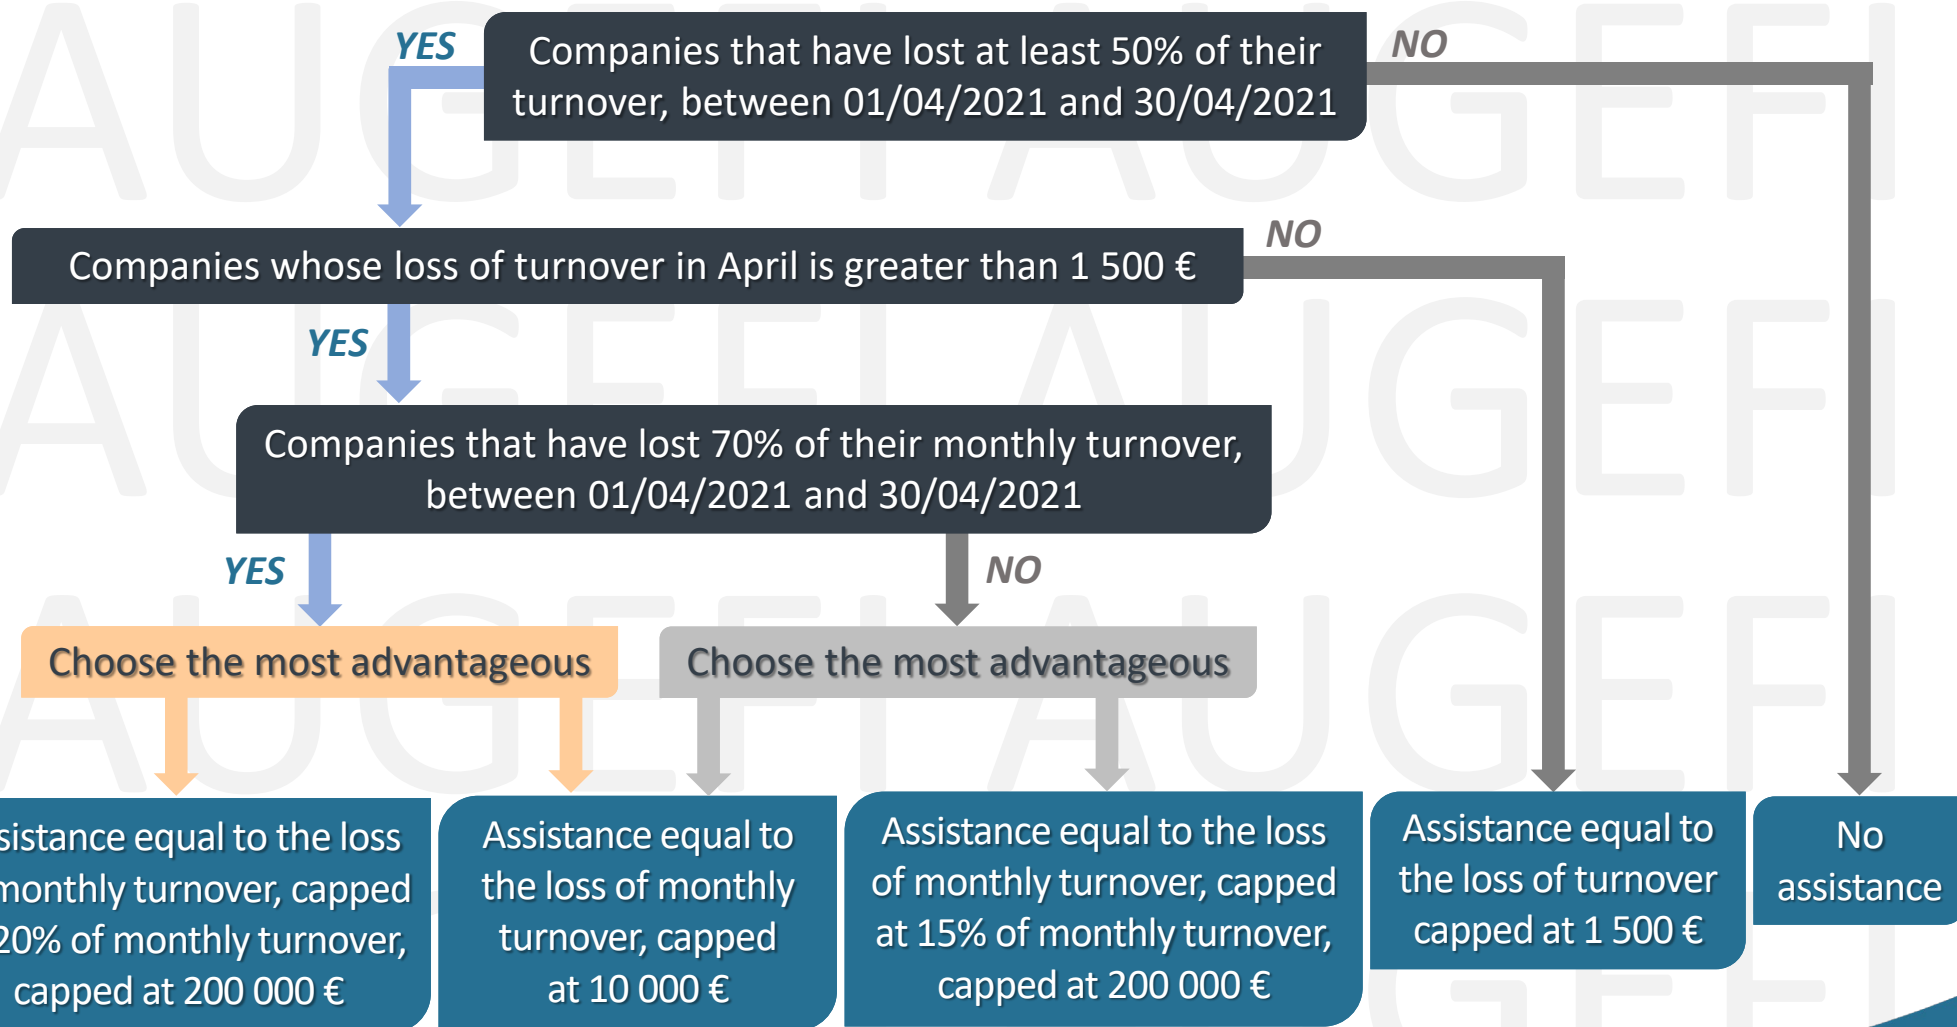 YES
Companies that have lost at least 50% of their
turnover, between 01/04/2021 and 30/04/2021
NO
Companies whose loss of turnover in April is greater than 1 500 €
NO
YES
Companies that have lost 70% of their monthly turnover,
between 01/04/2021 and 30/04/2021
YES
NO
Choose the most advantageous
Choose the most advantageous
sistance equal to the loss
monthly turnover, capped
20% of monthly turnover,
capped at 200 000 €
Assistance equal to
the loss of monthly
turnover, capped
at 10 000 €
Assistance equal to the loss
of monthly turnover, capped
at 15% of monthly turnover,
capped at 200 000 €
Assistance equal to
the loss of turnover
capped at 1 500 €
No
assistance
AUGEFI AUGEFI
AUGEFI AUGEFI
AUGEFI AUGEFI